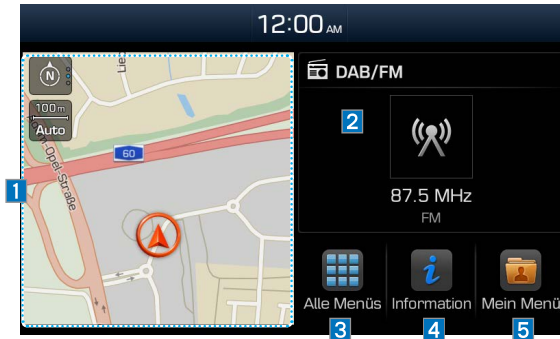 12:00 AM
Lie
N
100m
Auto
60
-Opel-Straße
1
DAB/FM
2
87.5 MHz
FM
Alle Menüs
Information
Mein Menü
3
4
5